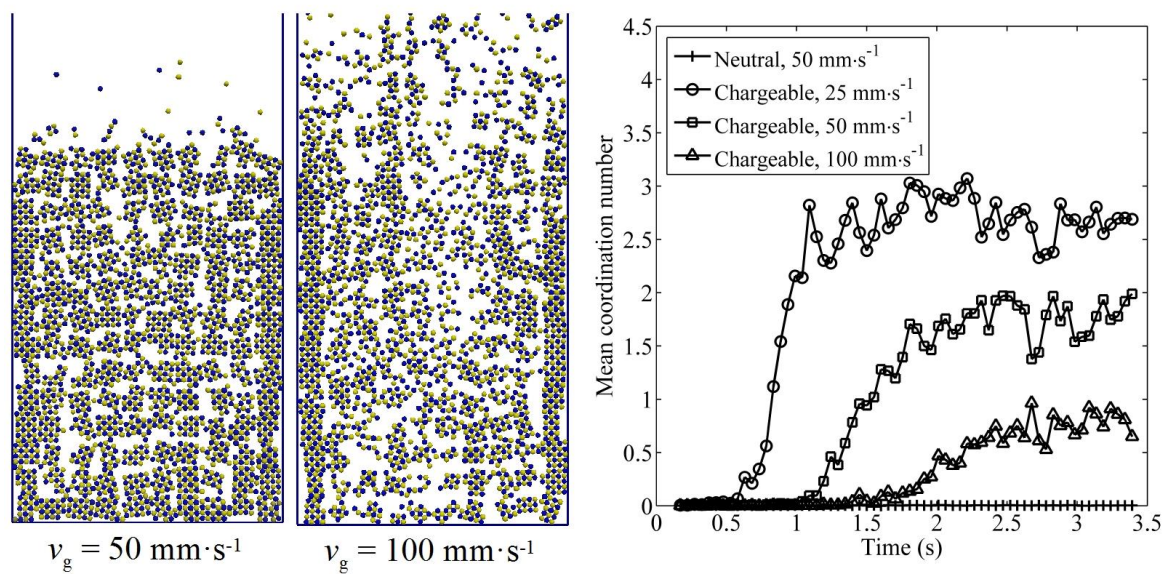 v_g = 50 mm·s⁻¹
v_g = 100 mm·s⁻¹
Mean coordination number
4.5
4
3.5
3
2.5
2
1.5
1
0.5
0
Neutral, 50 mm·s⁻¹
Chargeable, 25 mm·s⁻¹
Chargeable, 50 mm·s⁻¹
Chargeable, 100 mm·s⁻¹
0 0.5 1 1.5 2 2.5 3 3.5
Time (s)